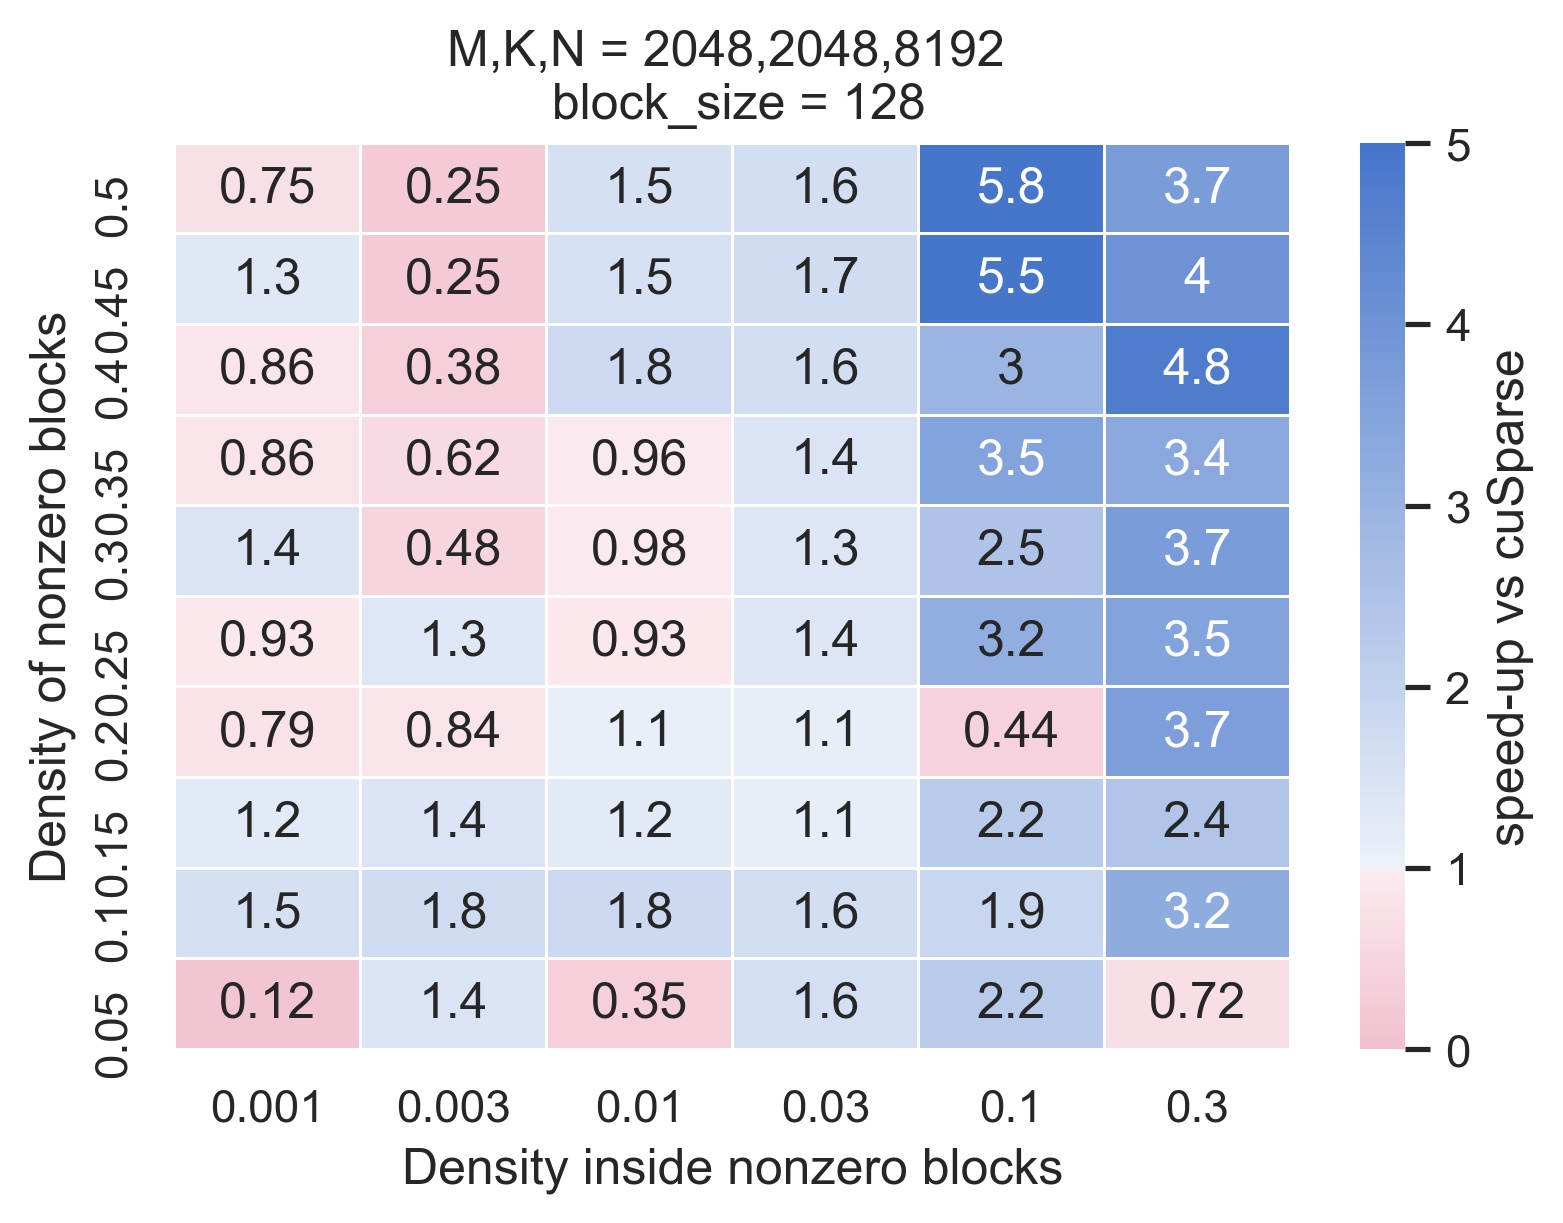 M,K,N = 2048,2048,8192
block_size = 128
Density of nonzero blocks
0.5 0.75 0.25 1.5 1.6 5.8 3.7
0.45 1.3 0.25 1.5 1.7 5.5 4
0.4 0.86 0.38 1.8 1.6 3 4.8
0.35 0.86 0.62 0.96 1.4 3.5 3.4
0.3 1.4 0.48 0.98 1.3 2.5 3.7
0.25 0.93 1.3 0.93 1.4 3.2 3.5
0.2 0.79 0.84 1.1 1.1 0.44 3.7
0.15 1.2 1.4 1.2 1.1 2.2 2.4
0.1 1.5 1.8 1.8 1.6 1.9 3.2
0.05 0.12 1.4 0.35 1.6 2.2 0.72
0.001 0.003 0.01 0.03 0.1 0.3
Density inside nonzero blocks
5
4
3
2
1
0
speed-up vs cuSparse